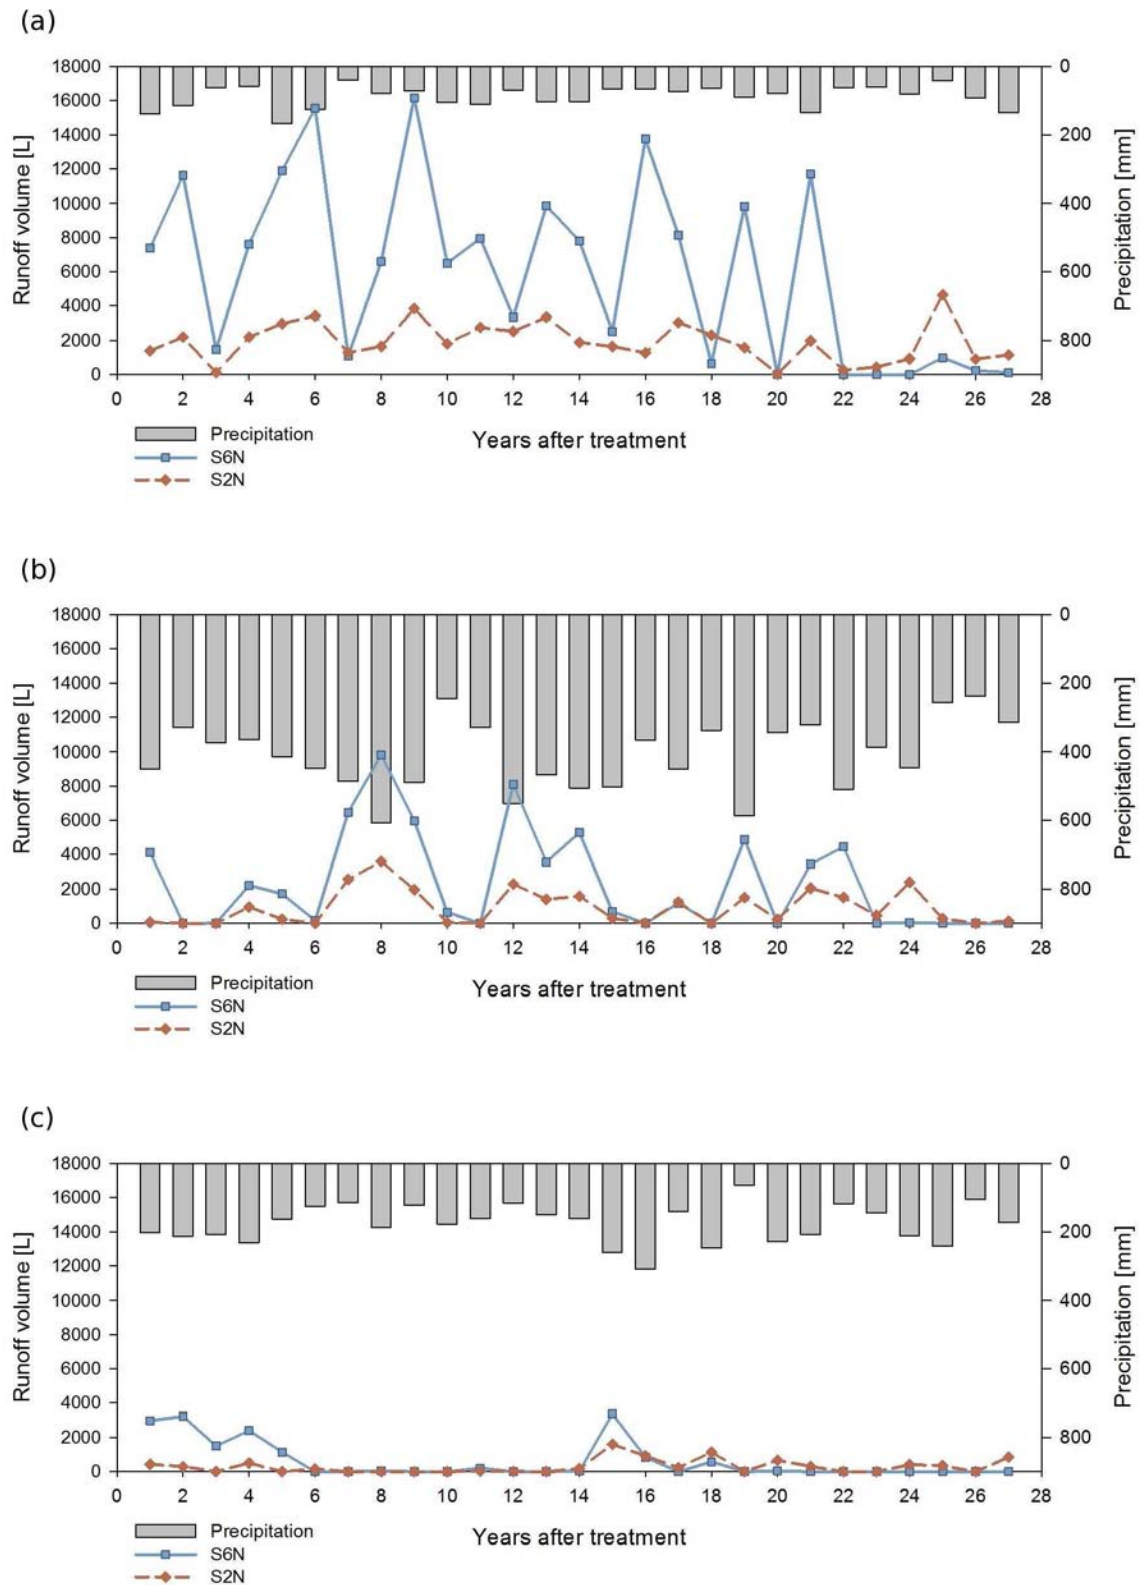 (a)
18000 0
16000
14000 200
12000
10000 400
8000
6000 600
4000
2000 800
0
Runoff volume [L]
Precipitation [mm]
0 2 4 6 8 10 12 14 16 18 20 22 24 26 28
Years after treatment
Precipitation
S6N
S2N
(b)
18000 0
16000
14000 200
12000
10000 400
8000
6000 600
4000
2000 800
0
Runoff volume [L]
Precipitation [mm]
0 2 4 6 8 10 12 14 16 18 20 22 24 26 28
Years after treatment
Precipitation
S6N
S2N
(c)
18000 0
16000
14000 200
12000
10000 400
8000
6000 600
4000
2000 800
0
Runoff volume [L]
Precipitation [mm]
0 2 4 6 8 10 12 14 16 18 20 22 24 26 28
Years after treatment
Precipitation
S6N
S2N